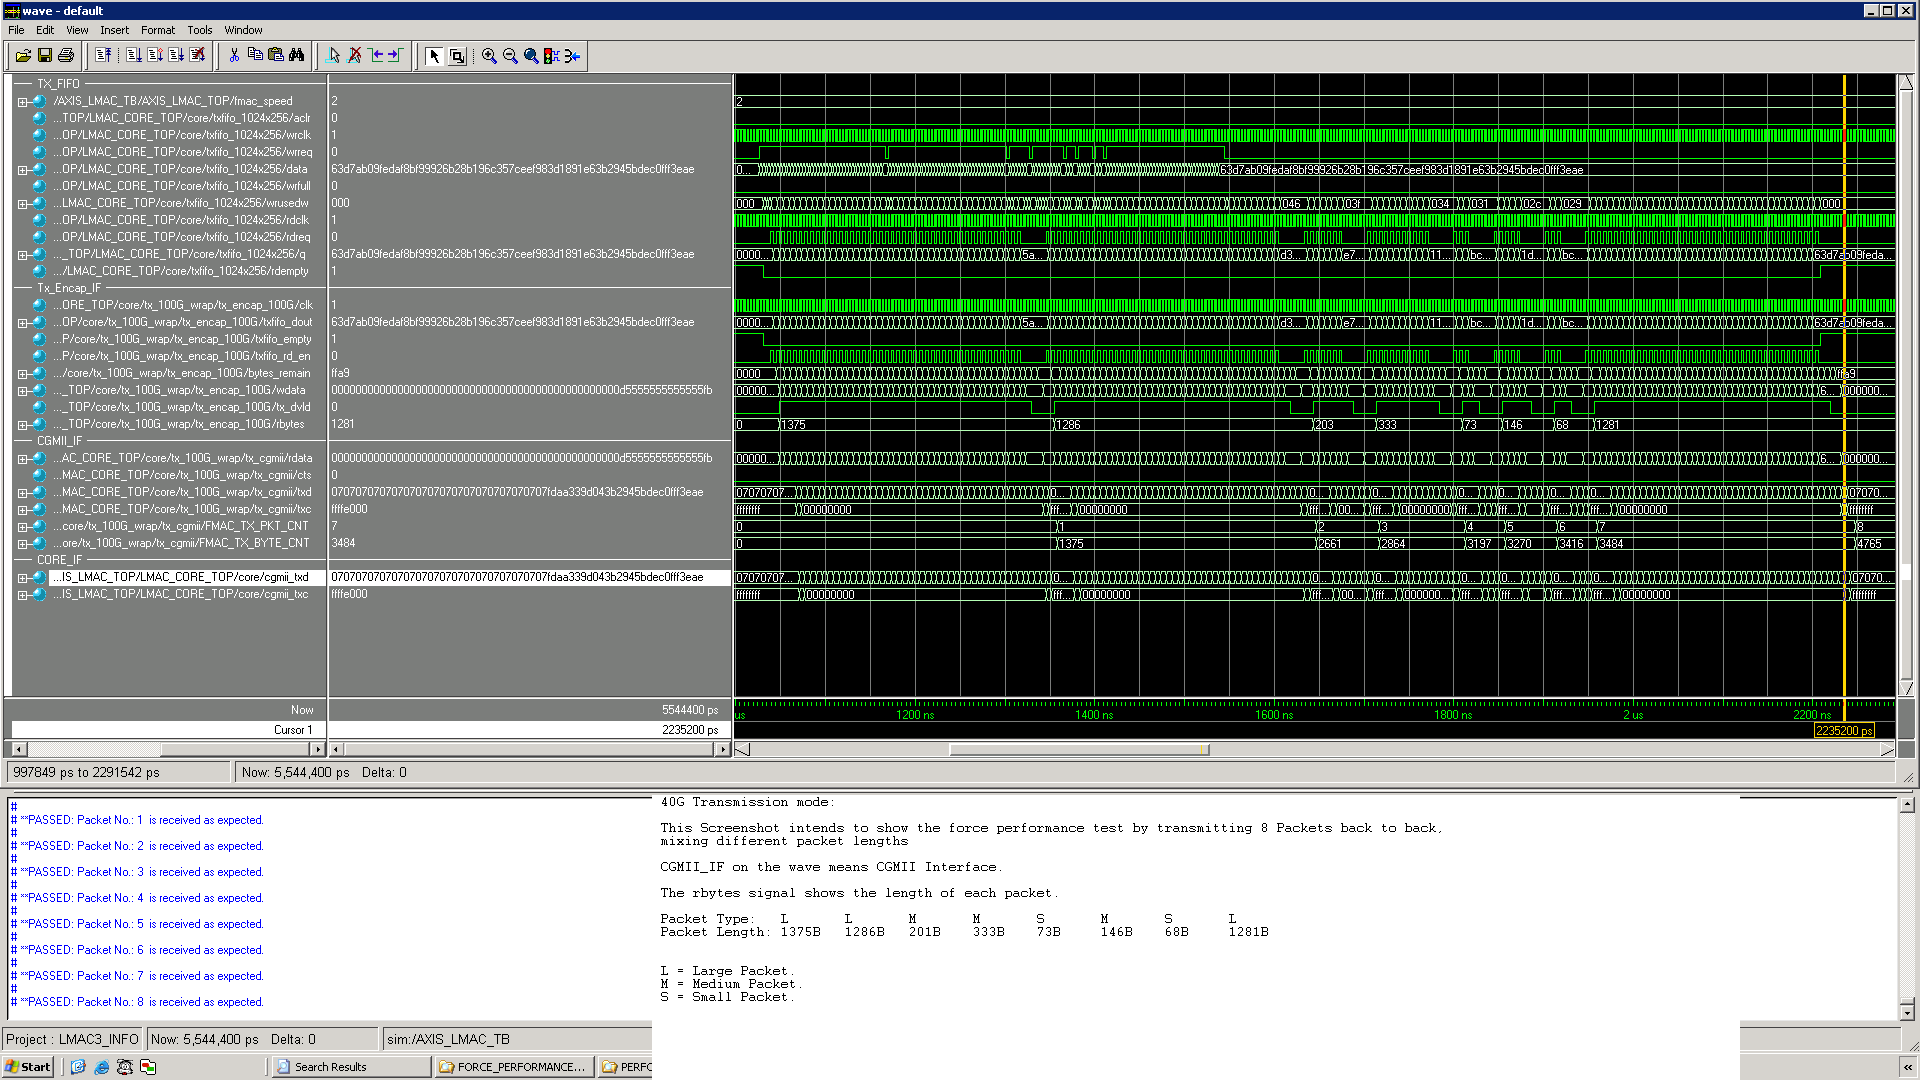 wave - default
File Edit View Insert Format Tools Window
TX_FIFO
/AXIS_LMAC_TB/AXIS_LMAC_TOP/fmac_speed 2 2
...TOP/LMAC_CORE_TOP/core/txfifo_1024x256/aclr 0
...OP/LMAC_CORE_TOP/core/txfifo_1024x256/wrclk 1
...OP/LMAC_CORE_TOP/core/txfifo_1024x256/wrreq 0
...OP/LMAC_CORE_TOP/core/txfifo_1024x256/data 63d7ab09fedaf8bf99926b28b196c357ceef983d1891e63b2945bdec0fff3eae 0... 63d7ab09fedaf8bf99926b28b196c357ceef983d1891e63b2945bdec0fff3eae
...OP/LMAC_CORE_TOP/core/txfifo_1024x256/wrfull 0
...LMAC_CORE_TOP/core/txfifo_1024x256/wrusedw 000 000 046 03f 034 031 02c 029 000
...OP/LMAC_CORE_TOP/core/txfifo_1024x256/rdclk 1
...OP/LMAC_CORE_TOP/core/txfifo_1024x256/rdreq 0
..._TOP/LMAC_CORE_TOP/core/txfifo_1024x256/q 63d7ab09fedaf8bf99926b28b196c357ceef983d1891e63b2945bdec0fff3eae 0000... 5a... d3... e7... 11... bc... 1d... bc... 63d7ab09feda...
.../LMAC_CORE_TOP/core/txfifo_1024x256/rdempty 1
Tx_Encap_IF
...ORE_TOP/core/tx_100G_wrap/tx_encap_100G/clk 1
...OP/core/tx_100G_wrap/tx_encap_100G/txfifo_dout 63d7ab09fedaf8bf99926b28b196c357ceef983d1891e63b2945bdec0fff3eae 0000... 5a... d3... e7... 11... bc... 1d... bc... 63d7ab09feda...
...P/core/tx_100G_wrap/tx_encap_100G/txfifo_empty 1
...P/core/tx_100G_wrap/tx_encap_100G/txfifo_rd_en 0
.../core/tx_100G_wrap/tx_encap_100G/bytes_remain ffa9 0000 ffa9
..._TOP/core/tx_100G_wrap/tx_encap_100G/wdata 000000000000000000000000000000000000000000000000d5555555555555fb 00000... 6... 000000...
..._TOP/core/tx_100G_wrap/tx_encap_100G/tx_dvld 0
..._TOP/core/tx_100G_wrap/tx_encap_100G/rbytes 1281 0 1375 1286 203 333 73 146 68 1281
CGMII_IF
...AC_CORE_TOP/core/tx_100G_wrap/tx_cgmii/rdata 000000000000000000000000000000000000000000000000d5555555555555fb 00000... 6... 000000...
...MAC_CORE_TOP/core/tx_100G_wrap/tx_cgmii/cts 0
...MAC_CORE_TOP/core/tx_100G_wrap/tx_cgmii/txd 07070707070707070707070707070707070707fdaa339d043b2945bdec0fff3eae 07070707... 0... 0... 0... 0... 0... 0... 0... 07070...
...MAC_CORE_TOP/core/tx_100G_wrap/tx_cgmii/txc ffffe000 ffffffff 00000000 fff... 00000000 fff... 00... fff... 00000000 fff... fff... fff... fff... 00000000 ffffffff
...core/tx_100G_wrap/tx_cgmii/FMAC_TX_PKT_CNT 7 0 1 2 3 4 5 6 7 8
...ore/tx_100G_wrap/tx_cgmii/FMAC_TX_BYTE_CNT 3484 0 1375 2661 2864 3197 3270 3416 3484 4765
CORE_IF
...IS_LMAC_TOP/LMAC_CORE_TOP/core/cgmii_txd 07070707070707070707070707070707070707fdaa339d043b2945bdec0fff3eae 07070707... 0... 0... 0... 0... 0... 0... 0... 07070...
...IS_LMAC_TOP/LMAC_CORE_TOP/core/cgmii_txc ffffe000 ffffffff 00000000 fff... 00000000 fff... 00... fff... 000000... fff... fff... fff... fff... 00000000 ffffffff
Now 5544400 ps us 1200 ns 1400 ns 1600 ns 1800 ns 2 us 2200 ns
Cursor 1 2235200 ps 2235200 ps
997849 ps to 2291542 ps Now: 5,544,400 ps Delta: 0
#
# **PASSED: Packet No.: 1 is received as expected.
#
# **PASSED: Packet No.: 2 is received as expected.
#
# **PASSED: Packet No.: 3 is received as expected.
#
# **PASSED: Packet No.: 4 is received as expected.
#
# **PASSED: Packet No.: 5 is received as expected.
#
# **PASSED: Packet No.: 6 is received as expected.
#
# **PASSED: Packet No.: 7 is received as expected.
#
# **PASSED: Packet No.: 8 is received as expected.
40G Transmission mode:
This Screenshot intends to show the force performance test by transmitting 8 Packets back to back,
mixing different packet lengths
CGMII_IF on the wave means CGMII Interface.
The rbytes signal shows the length of each packet.
Packet Type: L L M M S M S L
Packet Length: 1375B 1286B 201B 333B 73B 146B 68B 1281B
L = Large Packet.
M = Medium Packet.
S = Small Packet.
Project : LMAC3_INFO Now: 5,544,400 ps Delta: 0 sim:/AXIS_LMAC_TB
Start Search Results FORCE_PERFORMANCE... PERFO